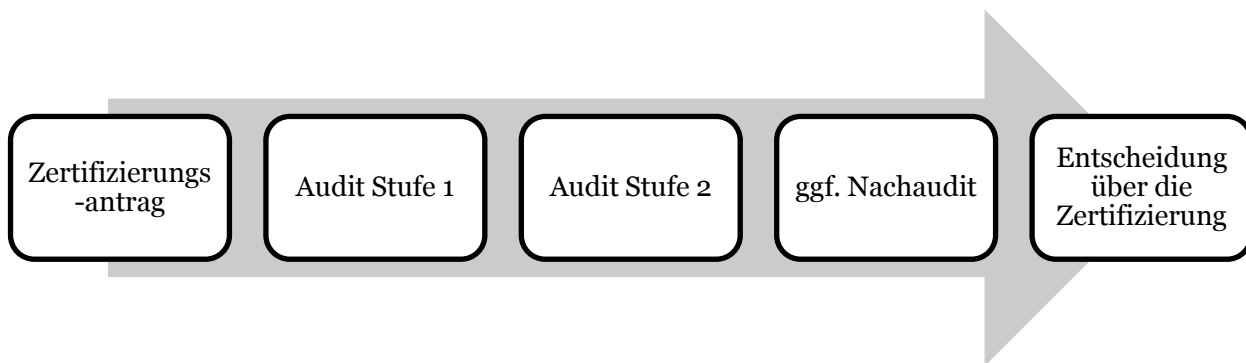 Zertifizierungs
-antrag
Audit Stufe 1
Audit Stufe 2
ggf. Nachaudit
Entscheidung
über die
Zertifizierung